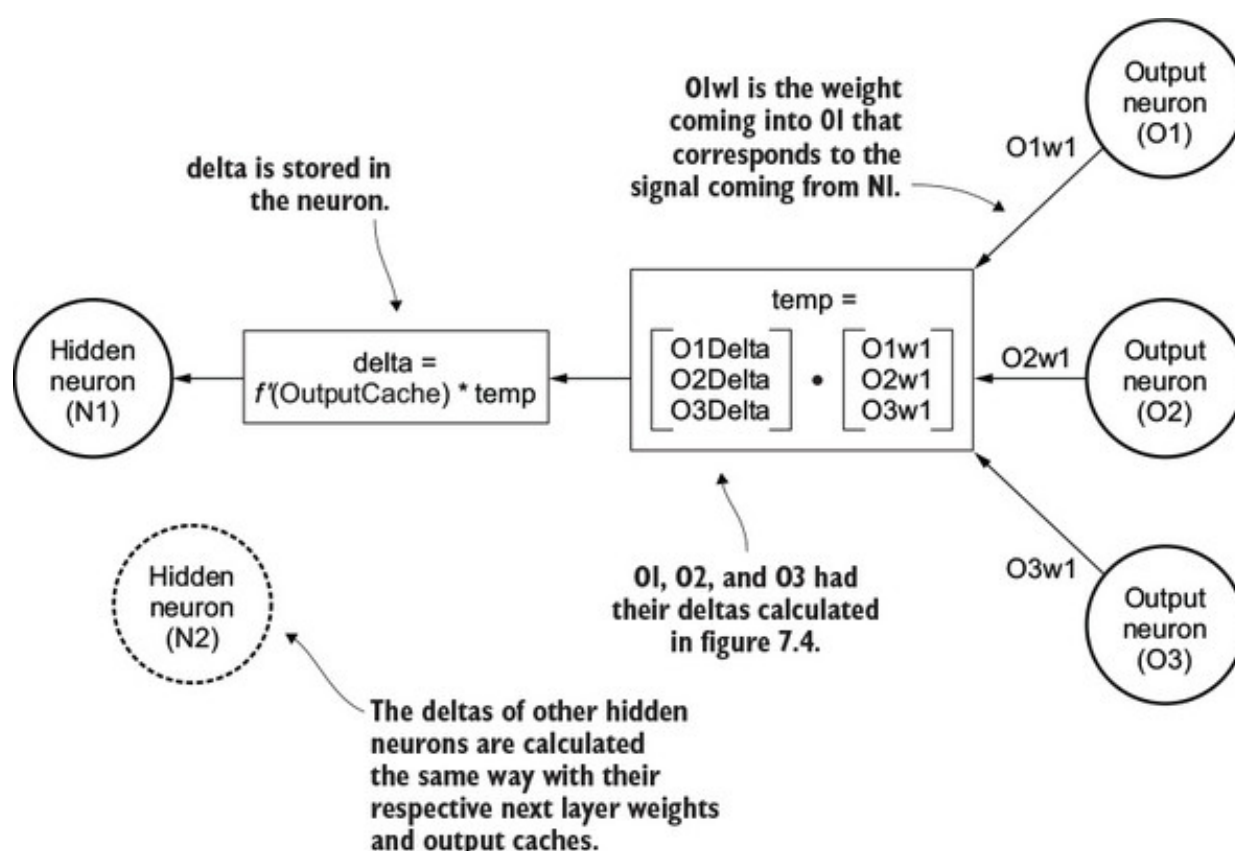 OIwI is the weight
coming into OI that
corresponds to the
signal coming from NI.
Output
neuron
(O1)
O1w1
delta is stored in
the neuron.
Hidden
neuron
(N1)
delta =
f'(OutputCache) * temp
temp =
O1Delta
O2Delta
O3Delta
•
O1w1
O2w1
O3w1
O2w1
Output
neuron
(O2)
Hidden
neuron
(N2)
OI, O2, and O3 had
their deltas calculated
in figure 7.4.
O3w1
Output
neuron
(O3)
The deltas of other hidden
neurons are calculated
the same way with their
respective next layer weights
and output caches.